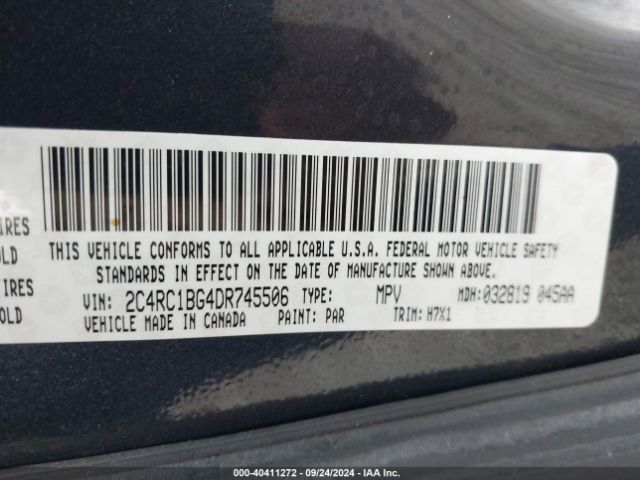 IRES
OLD
IRES
OLD
THIS VEHICLE CONFORMS TO ALL APPLICABLE U.S.A. FEDERAL MOTOR VEHICLE SAFETY
STANDARDS IN EFFECT ON THE DATE OF MANUFACTURE SHOWN ABOVE.
VIN: 2C4RC1BG4DR745506 TYPE: MPV MDH:032819 045AA
VEHICLE MADE IN CANADA PAINT: PAR TRIM: H7X1
000-40411272 - 09/24/2024 - IAA Inc.